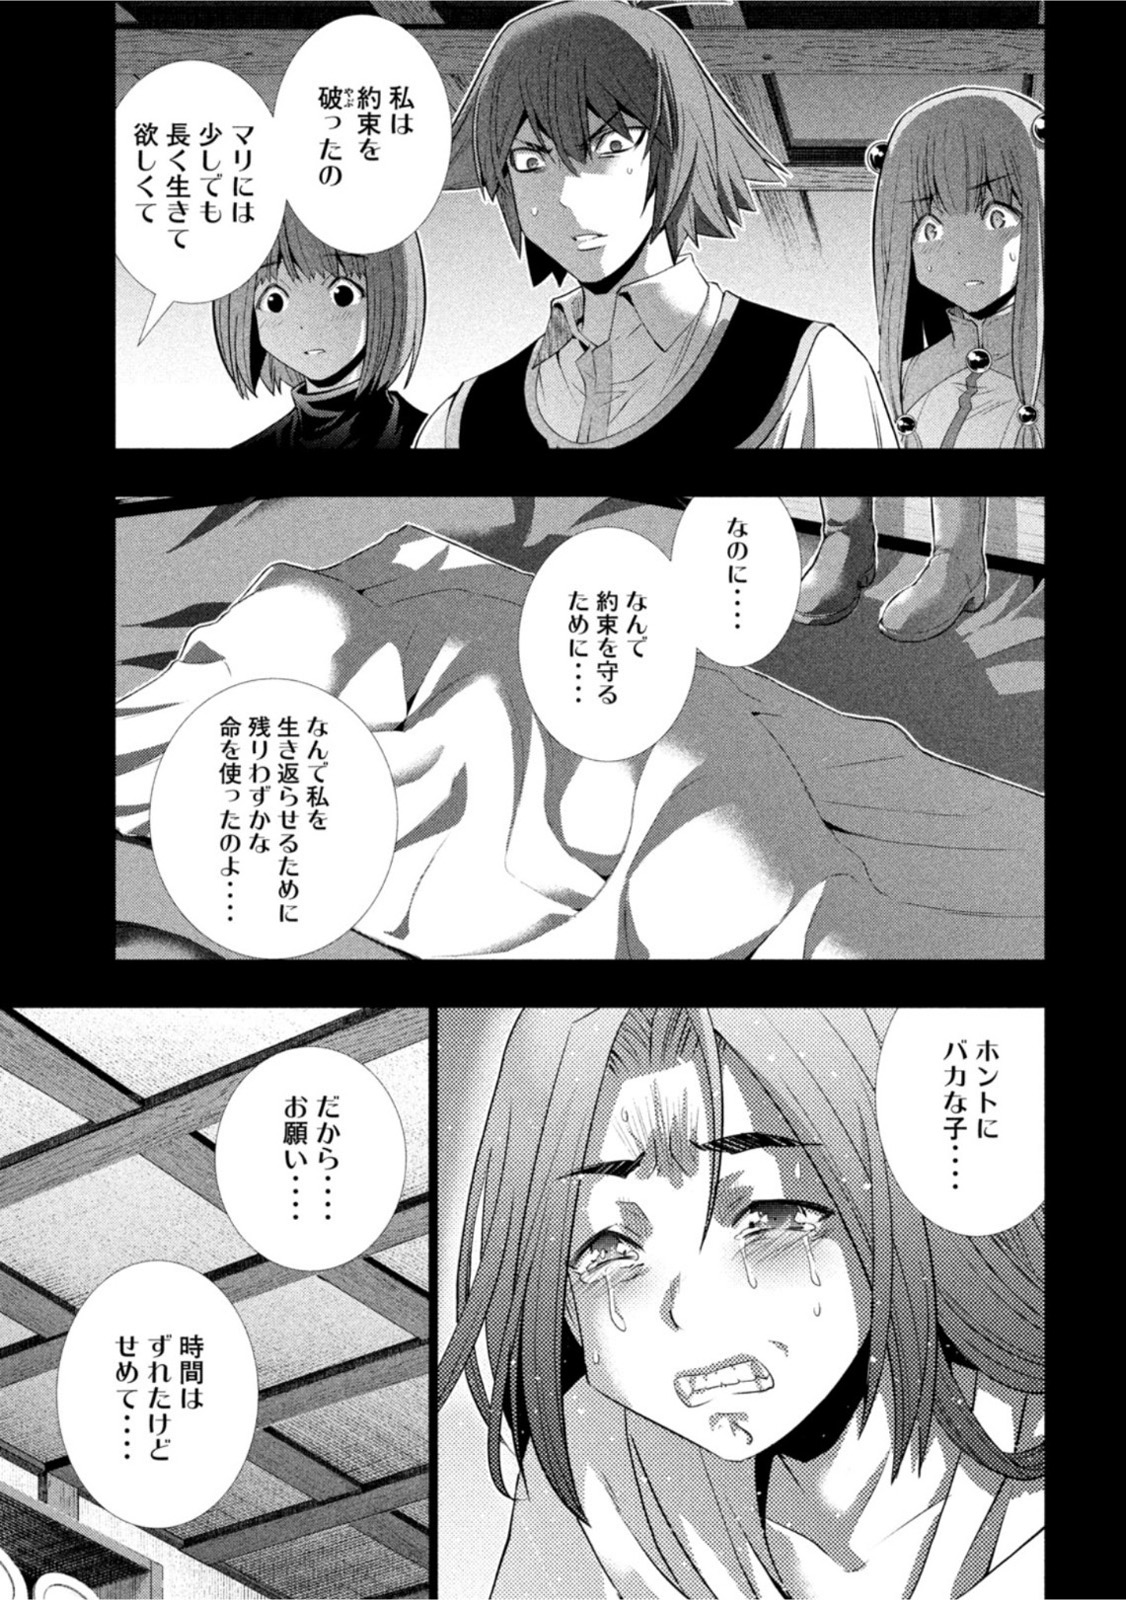 私は
約束を
破ったの
やぶ
マリには
少しでも
長く生きて
欲しくて
なのに‥‥
なんで
約束を守る
ために‥‥
なんで私を
生き返らせるために
残りわずかな
命を使ったのよ‥‥
ホントに
バカな子‥‥
だから‥‥
お願い‥‥
時間は
ずれたけど
せめて‥‥